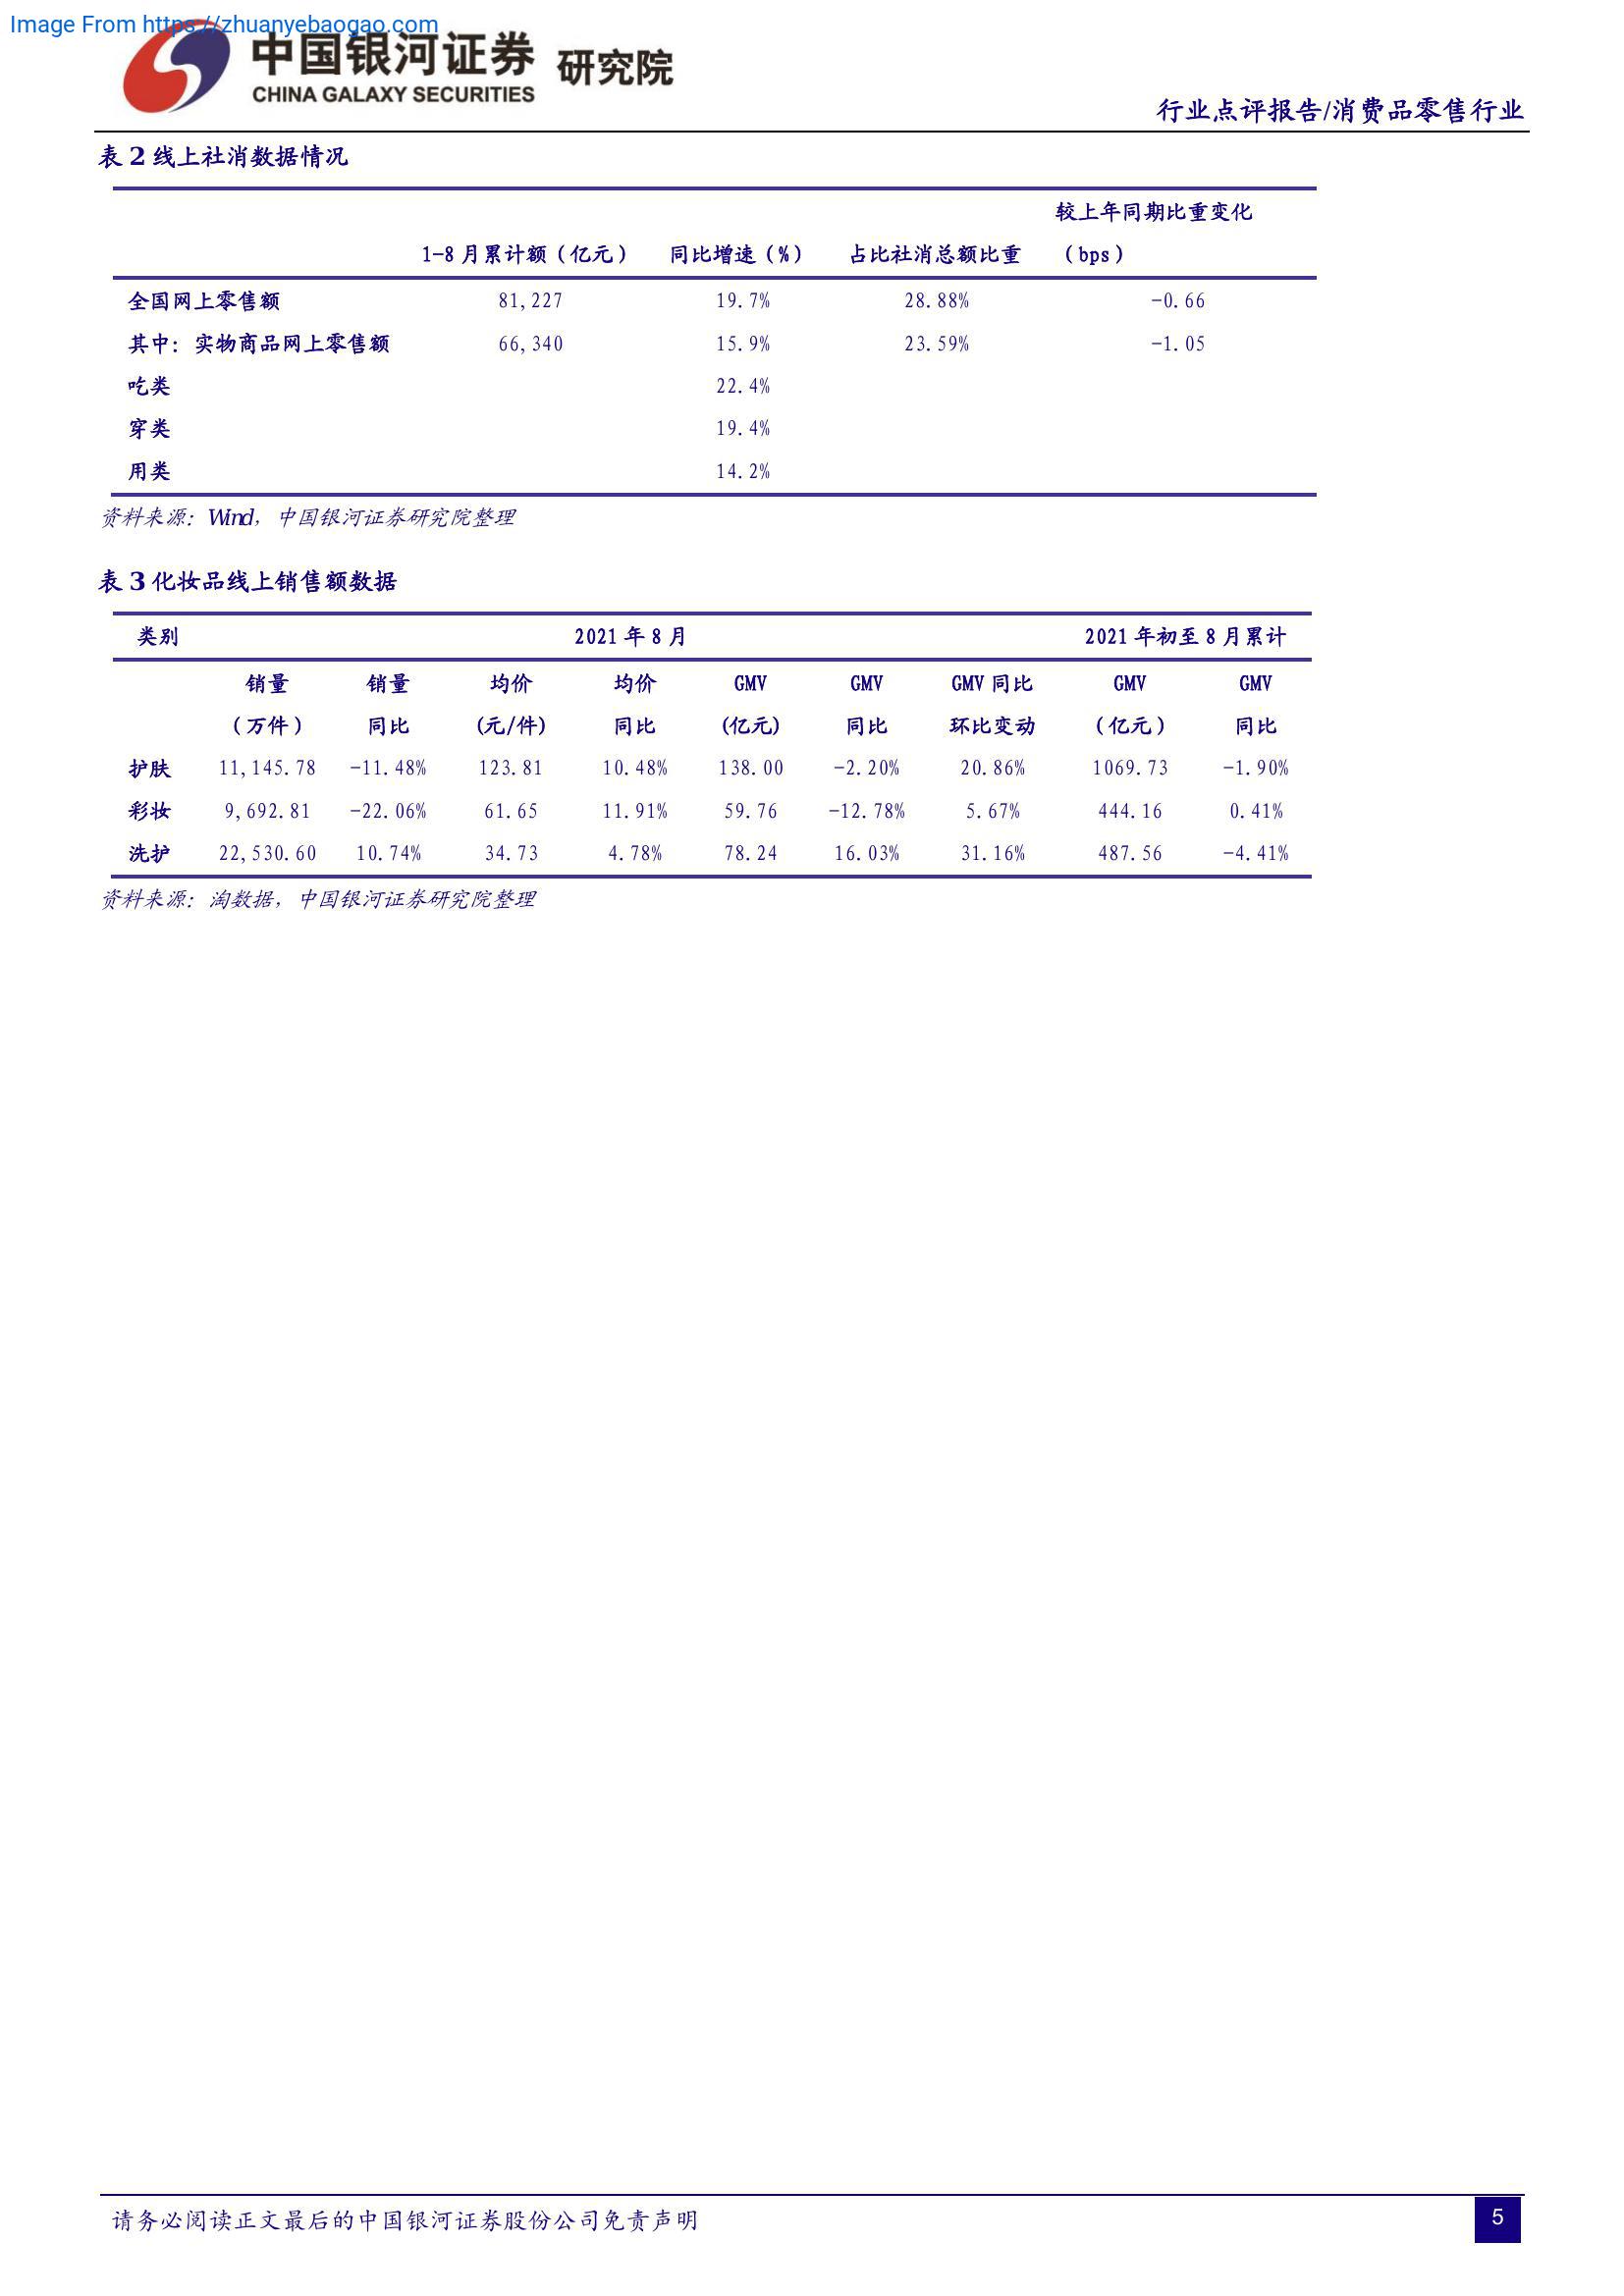 Image From https://zhuanyebaogao.com
中国银河证券 研究院
CHINA GALAXY SECURITIES
行业点评报告/消费品零售行业
表 2 线上社消数据情况
1-8 月累计额（亿元） 同比增速（%） 占比社消总额比重 较上年同期比重变化
（bps）
全国网上零售额 81,227 19.7% 28.88% -0.66
其中：实物商品网上零售额 66,340 15.9% 23.59% -1.05
吃类 22.4%
穿类 19.4%
用类 14.2%
资料来源：Wind，中国银河证券研究院整理
表 3 化妆品线上销售额数据
类别 2021 年 8 月 2021 年初至 8 月累计
销量 销量 均价 均价 GMV GMV GMV 同比 GMV GMV
（万件） 同比 (元/件) 同比 (亿元) 同比 环比变动 （亿元） 同比
护肤 11,145.78 -11.48% 123.81 10.48% 138.00 -2.20% 20.86% 1069.73 -1.90%
彩妆 9,692.81 -22.06% 61.65 11.91% 59.76 -12.78% 5.67% 444.16 0.41%
洗护 22,530.60 10.74% 34.73 4.78% 78.24 16.03% 31.16% 487.56 -4.41%
资料来源：淘数据，中国银河证券研究院整理
请务必阅读正文最后的中国银河证券股份公司免责声明
5